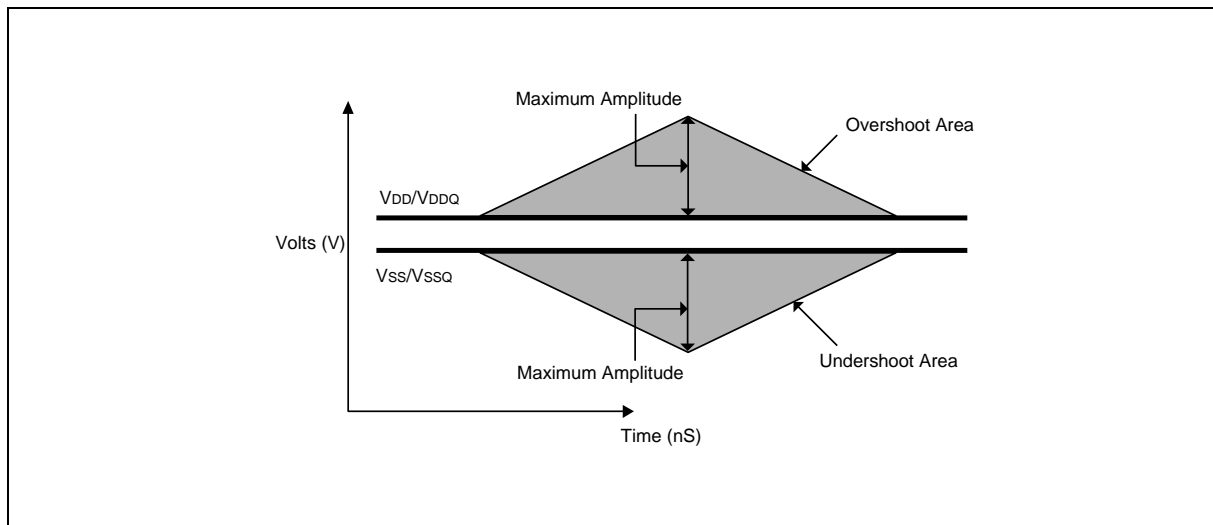 Maximum Amplitude
Overshoot Area
VDD/VDDQ
Volts (V)
VSS/VSSQ
Maximum Amplitude
Undershoot Area
Time (nS)